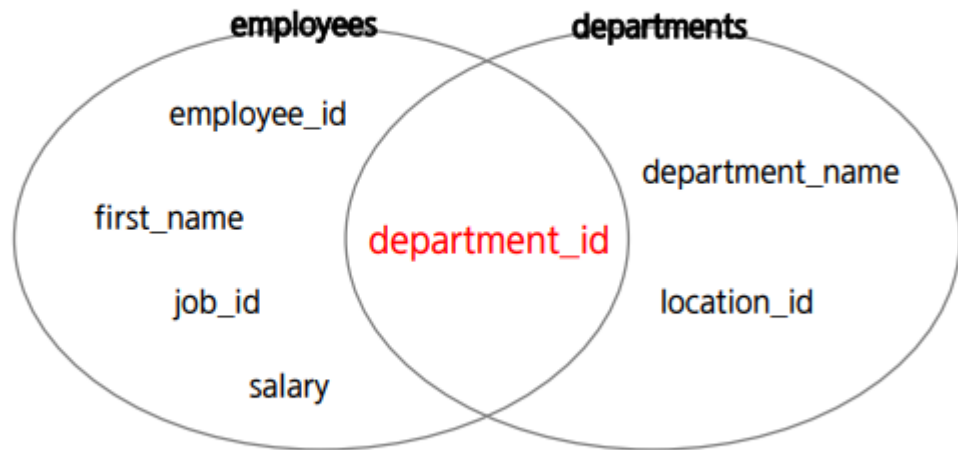 employees
departments
employee_id
department_name
first_name
department_id
job_id
location_id
salary